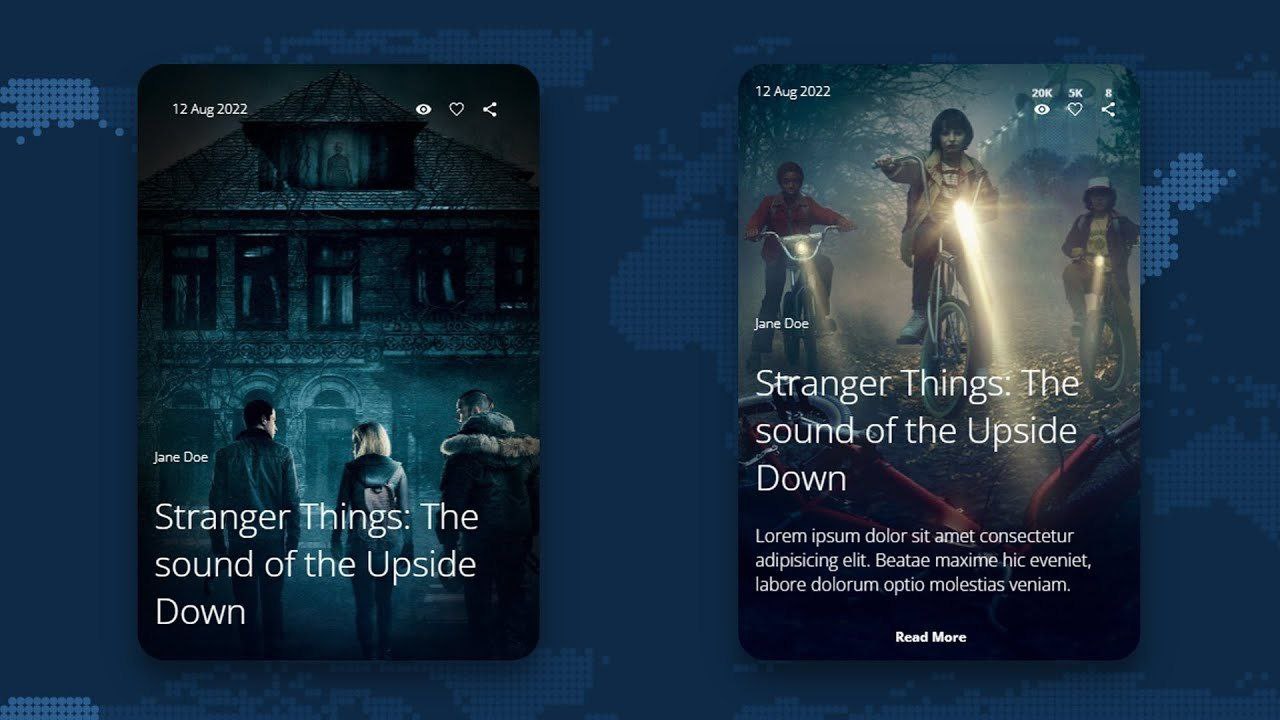 12 Aug 2022
Jane Doe
Stranger Things: The
sound of the Upside
Down
12 Aug 2022
20K 5K 8
Jane Doe
Stranger Things: The
sound of the Upside
Down
Lorem ipsum dolor sit amet consectetur
adipisicing elit. Beatae maxime hic eveniet,
labore dolorum optio molestias veniam.
Read More